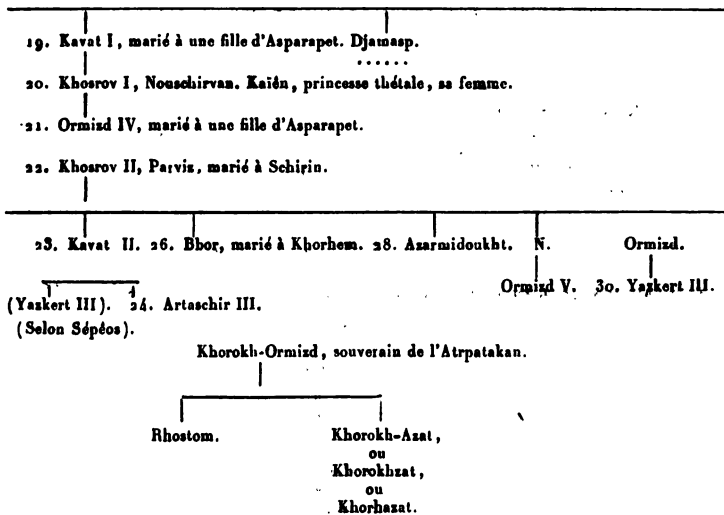 19. Kavat I, marié à une fille d'Asparapet. Djamasp.
20. Khosrov I, Nouschirvan. Kaïén, princesse thétale, sa femme.
21. Ormizd IV, marié à une fille d'Asparapet.
22. Khosrov II, Parviz, marié à Schirin.
23. Kavat II. 26. Bbor, marié à Khorhem. 28. Azarmidoukht. N. Ormizd.
Ormizd V. 30. Yazkert III.
(Yazkert III). 24. Artaschir III.
(Selon Sépéos).
Khorokh-Ormizd, souverain de l'Atrpatakan.
Rhostom. Khorokh-Azat,
ou
Khorokhzat,
ou
Khorhazat.